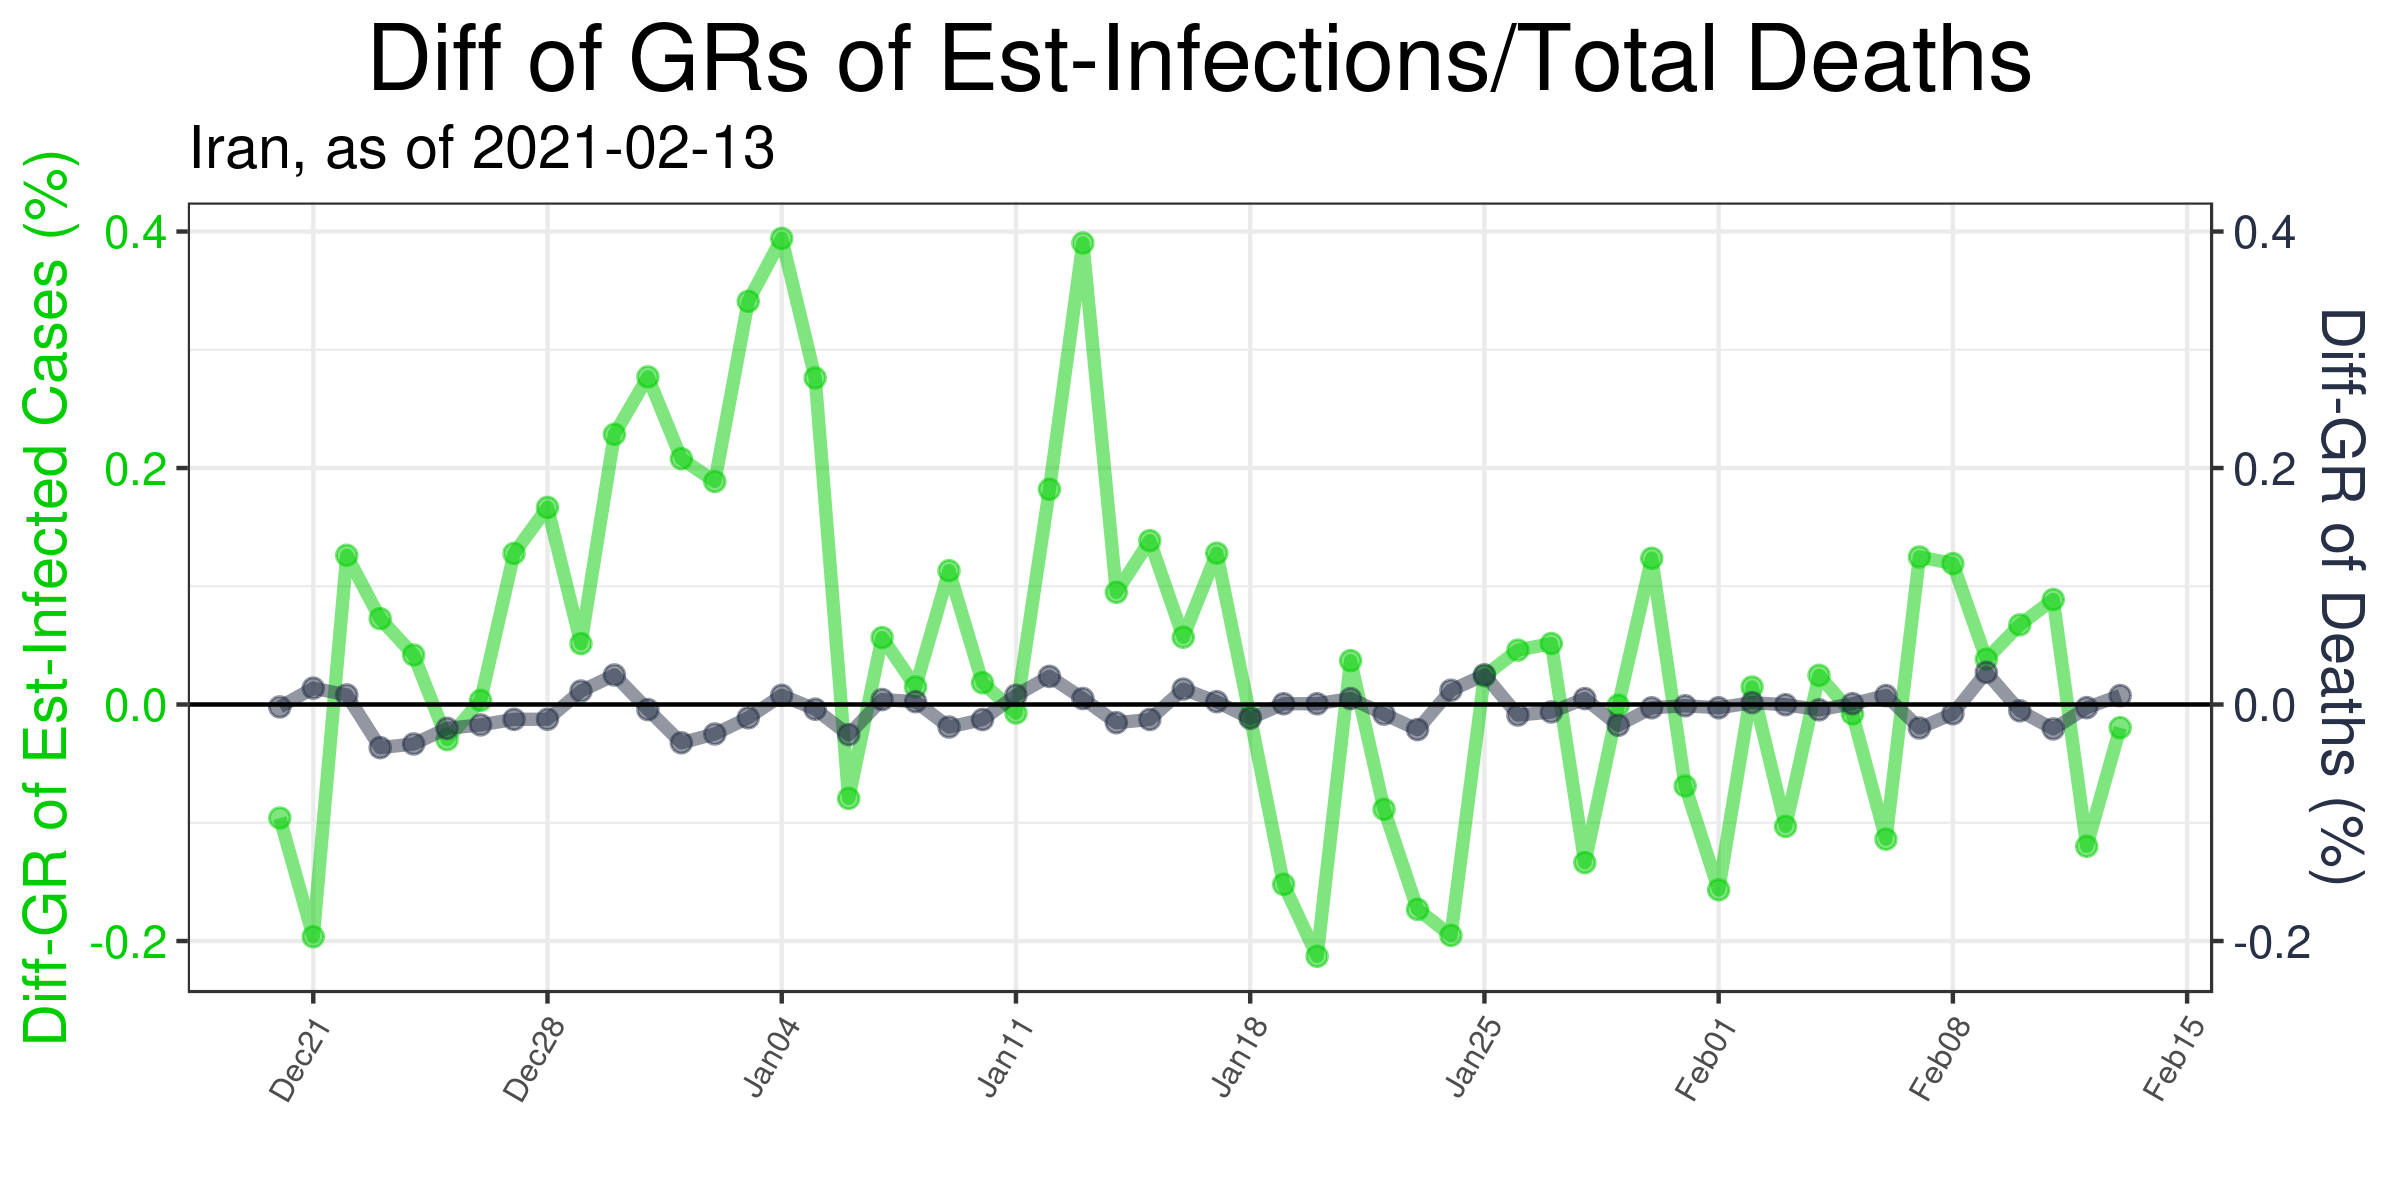 Diff of GRs of Est-Infections/Total Deaths
Iran, as of 2021-02-13
Diff-GR of Est-Infected Cases (%)
0.4
0.2
0.0
-0.2
0.4
0.2
0.0
-0.2
Diff-GR of Deaths (%)
Dec21
Dec28
Jan04
Jan11
Jan18
Jan25
Feb01
Feb08
Feb15